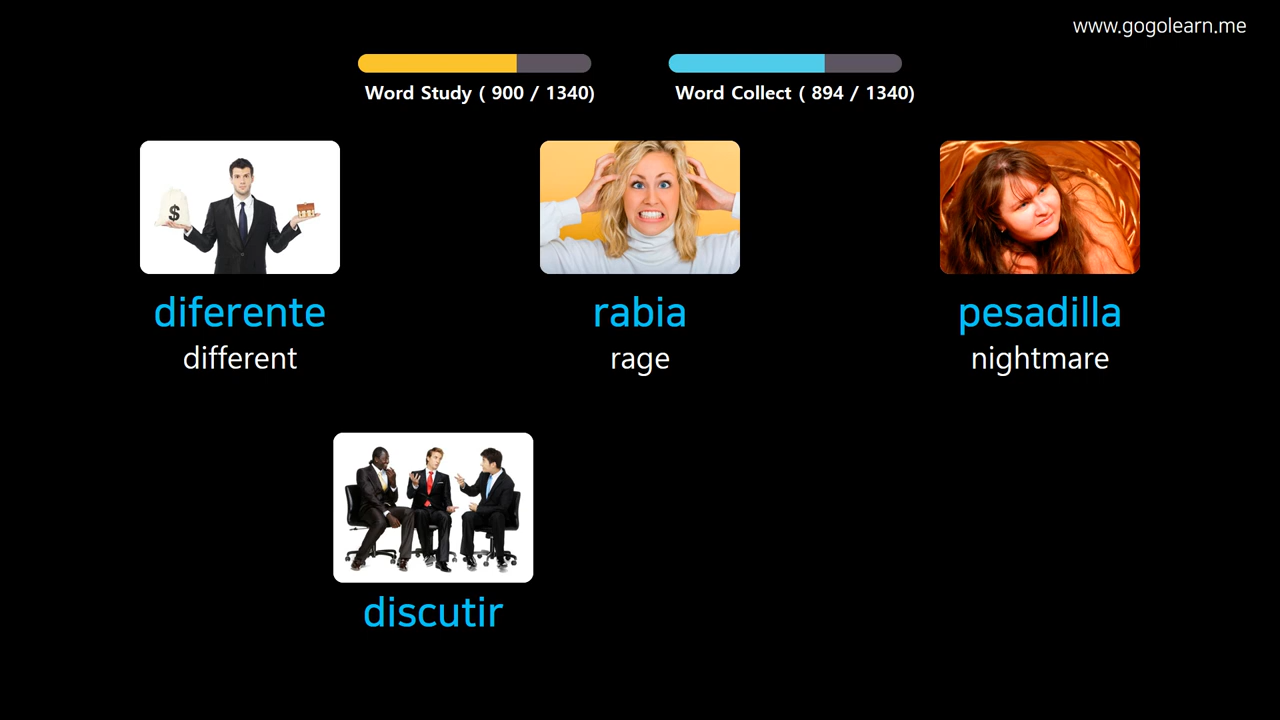 www.gogolearn.me
Word Study ( 900 / 1340)
Word Collect ( 894 / 1340)
$
diferente
different
rabia
rage
pesadilla
nightmare
discutir